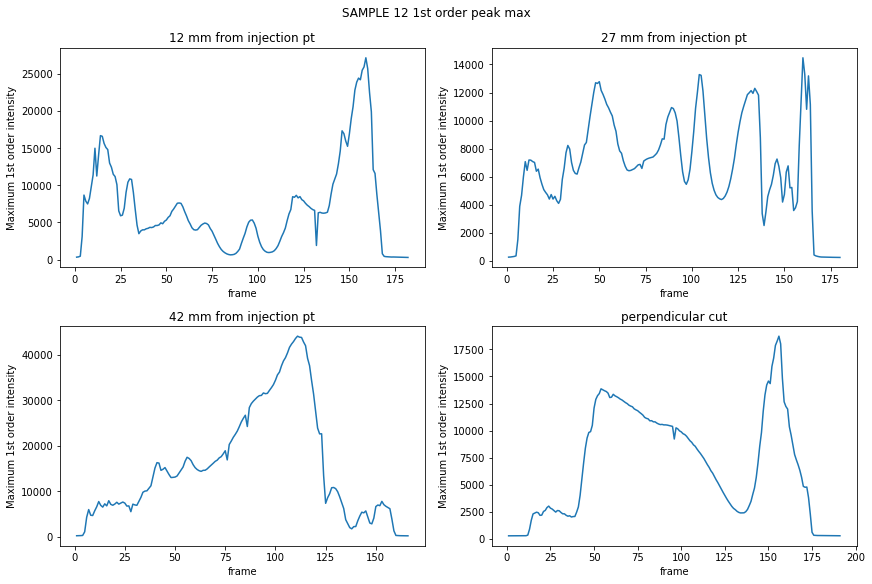 SAMPLE 12 1st order peak max
12 mm from injection pt
Maximum 1st order intensity
25000
20000
15000
10000
5000
0
0 25 50 75 100 125 150 175
frame
27 mm from injection pt
Maximum 1st order intensity
14000
12000
10000
8000
6000
4000
2000
0
0 25 50 75 100 125 150 175
frame
42 mm from injection pt
Maximum 1st order intensity
40000
30000
20000
10000
0
0 25 50 75 100 125 150
frame
perpendicular cut
Maximum 1st order intensity
17500
15000
12500
10000
7500
5000
2500
0
0 25 50 75 100 125 150 175 200
frame